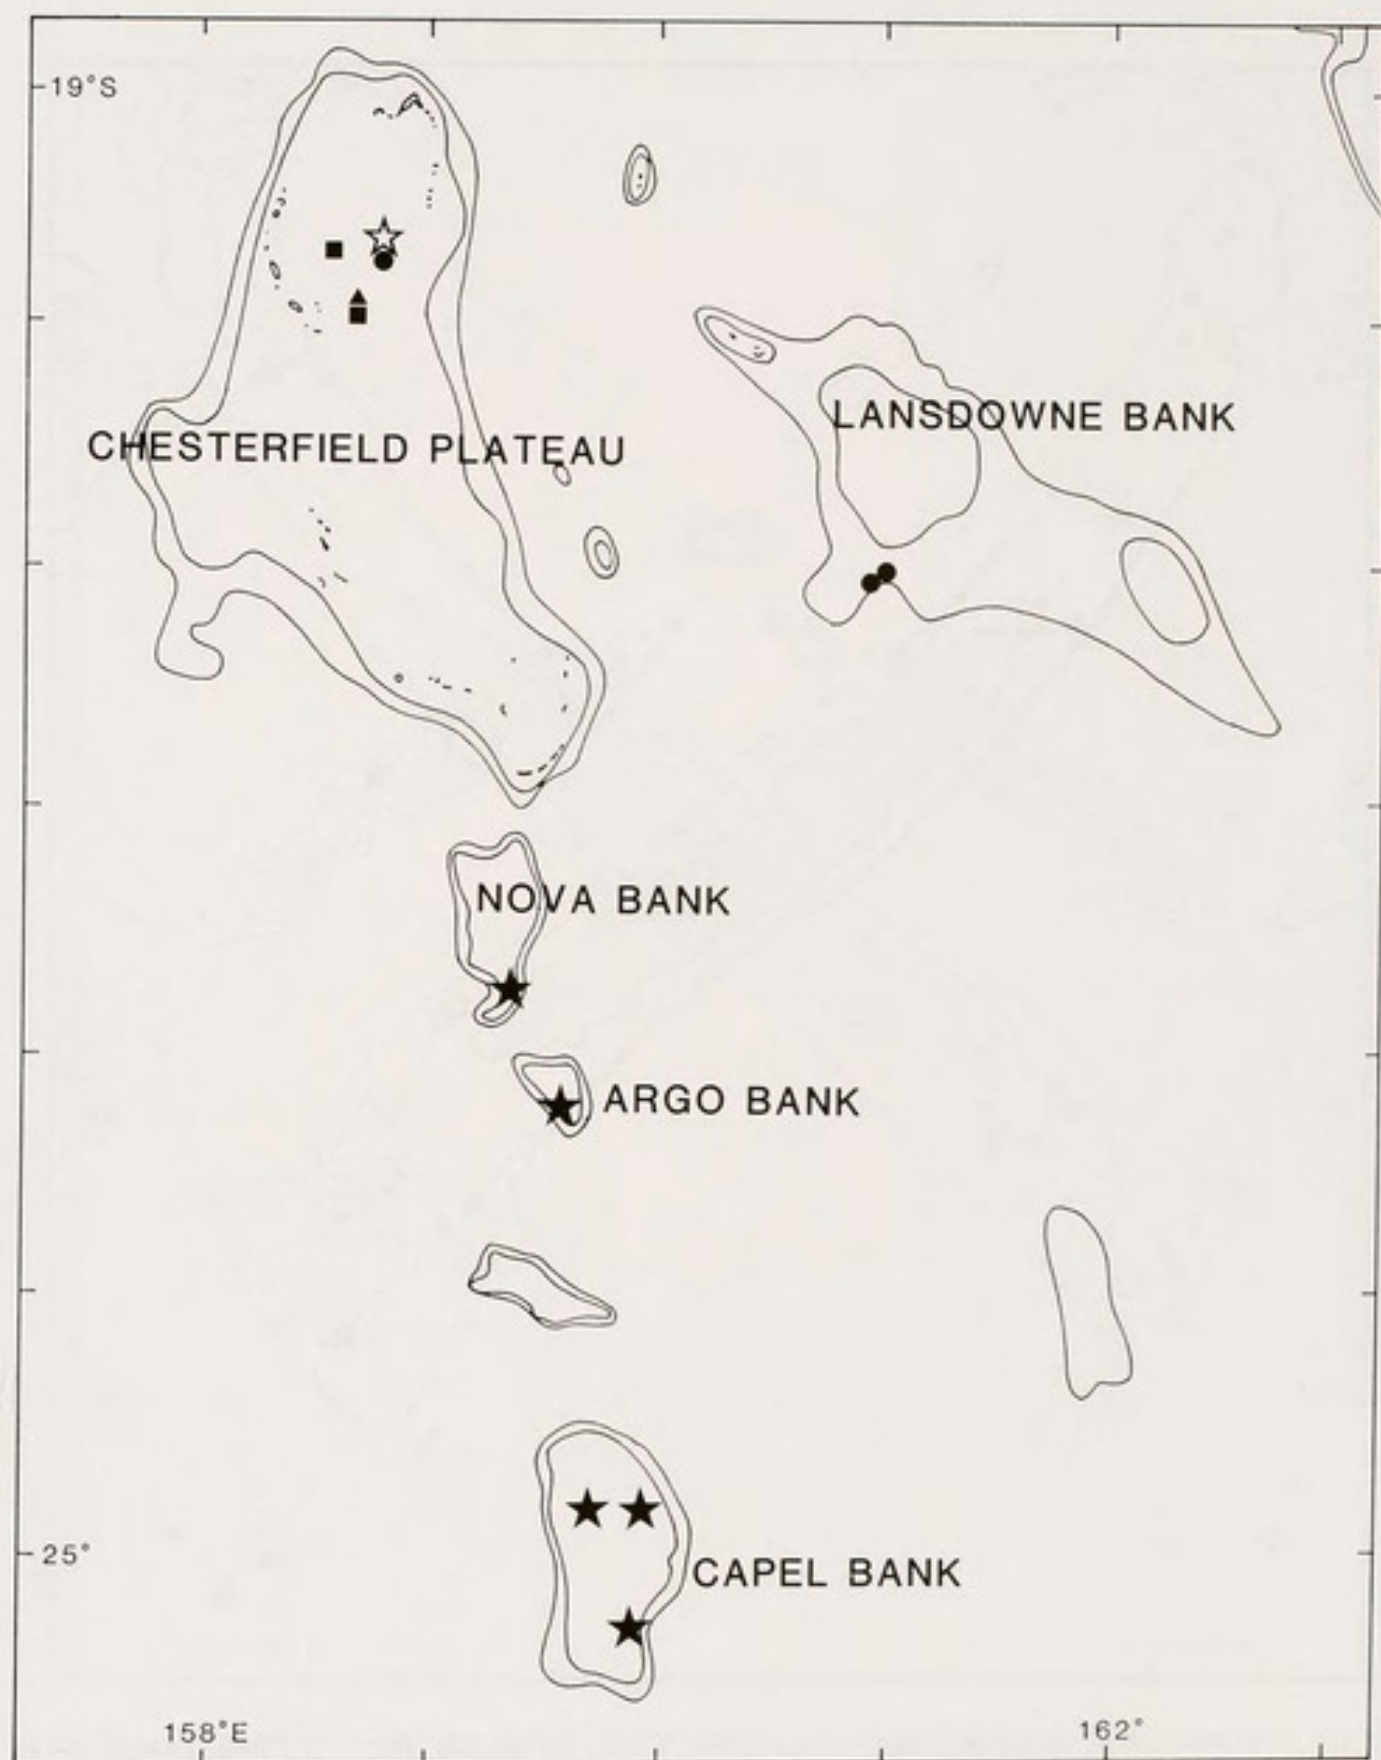 19°S
LANSDOWNE BANK
CHESTERFIELD PLATEAU
NOVA BANK
ARGO BANK
25°
CAPEL BANK
158°E
162°